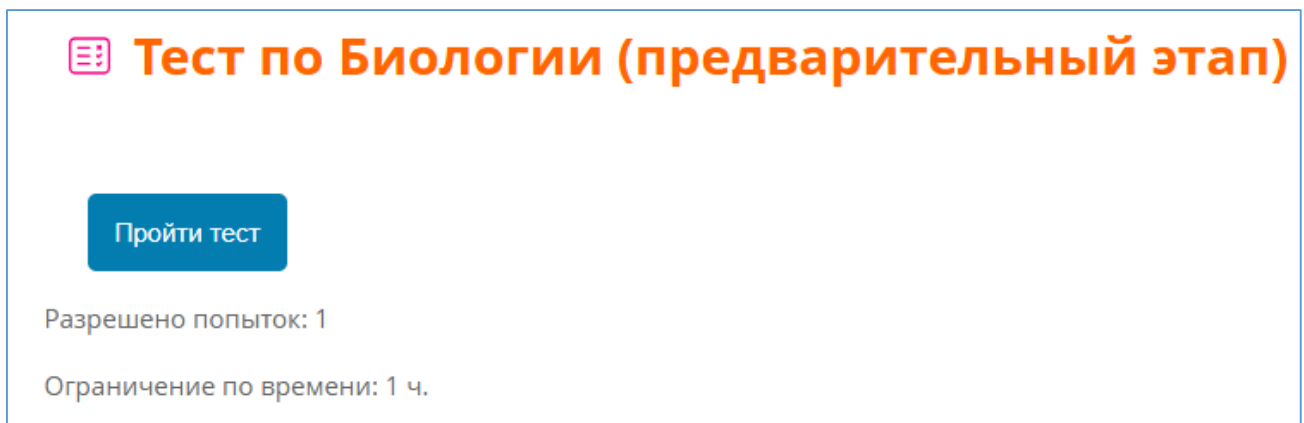 Тест по Биологии (предварительный этап)
Пройти тест
Разрешено попыток: 1
Ограничение по времени: 1 ч.